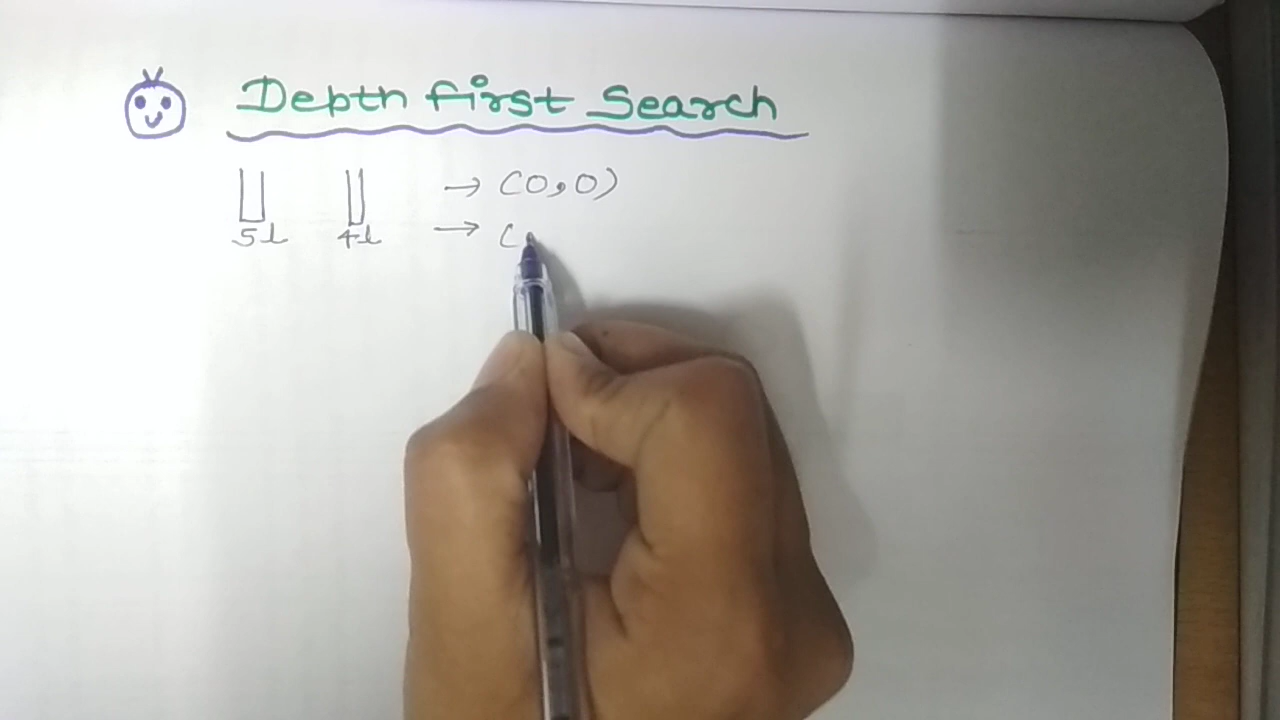 Depth first Search
5l 4l → (0,0)
→ (